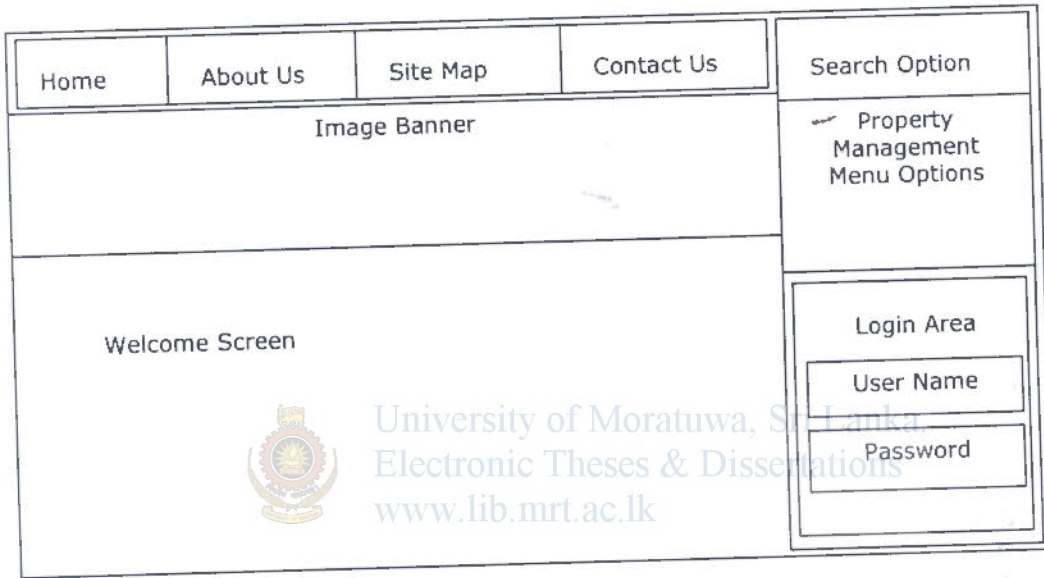 Home
About Us
Site Map
Contact Us
Search Option
Image Banner
Property
Management
Menu Options
Welcome Screen
Login Area
User Name
Password
University of Moratuwa, Sri Lanka.
Electronic Theses & Dissertations
www.lib.mrt.ac.lk